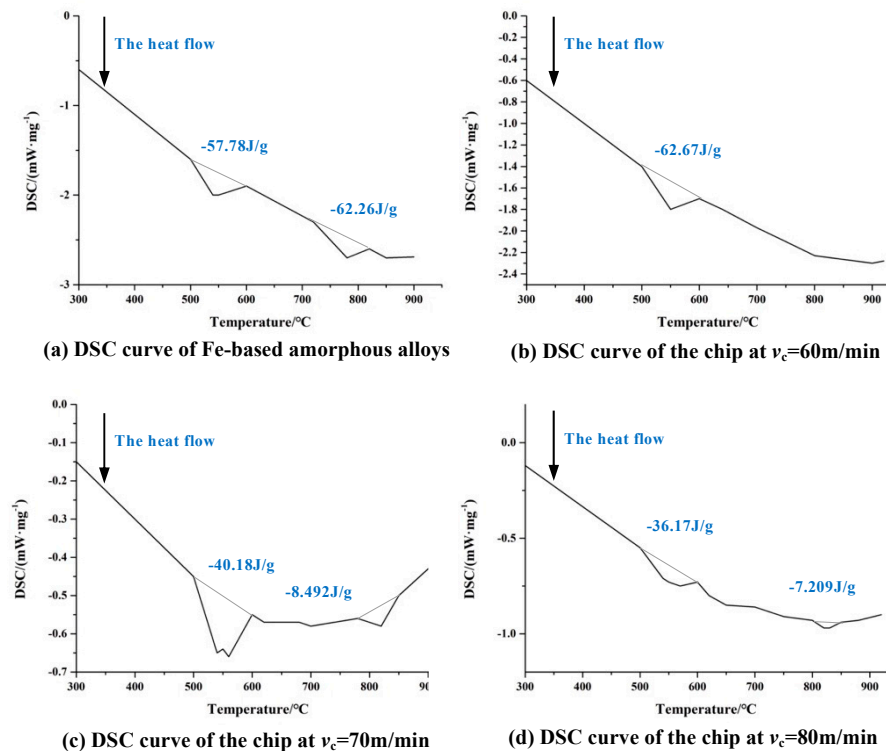 0
The heat flow
-1
-57.78J/g
-62.26J/g
-2
-3
DSC/(mW·mg⁻¹)
300 400 500 600 700 800 900
Temperature/°C
(a) DSC curve of Fe-based amorphous alloys
0.0
-0.2
The heat flow
-0.4
-0.6
-0.8
-1.0
-1.2
-62.67J/g
-1.4
-1.6
-1.8
-2.0
-2.2
-2.4
DSC/(mW·mg⁻¹)
300 400 500 600 700 800 900
Temperature/°C
(b) DSC curve of the chip at vc=60m/min
0.0
The heat flow
-0.1
-0.2
-0.3
-40.18J/g
-8.492J/g
-0.4
-0.5
-0.6
-0.7
DSC/(mW·mg⁻¹)
300 400 500 600 700 800
Temperature/°C
(c) DSC curve of the chip at vc=70m/min
0.0
The heat flow
-36.17J/g
-0.5
-7.209J/g
-1.0
DSC/(mW·mg⁻¹)
300 400 500 600 700 800 900
Temperature/°C
(d) DSC curve of the chip at vc=80m/min